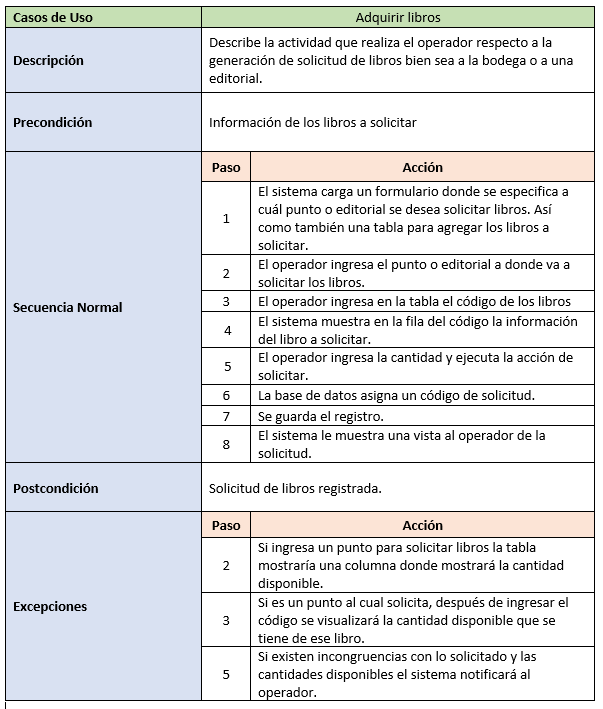 Casos de Uso
Adquirir libros
Descripción
Describe la actividad que realiza el operador respecto a la
generación de solicitud de libros bien sea a la bodega o a una
editorial.
Precondición
Información de los libros a solicitar
Secuencia Normal
Paso
Acción
1
El sistema carga un formulario donde se especifica a
cuál punto o editorial se desea solicitar libros. Así
como también una tabla para agregar los libros a
solicitar.
2
El operador ingresa el punto o editorial a donde va a
solicitar los libros.
3
El operador ingresa en la tabla el código de los libros
4
El sistema muestra en la fila del código la información
del libro a solicitar.
5
El operador ingresa la cantidad y ejecuta la acción de
solicitar.
6
La base de datos asigna un código de solicitud.
7
Se guarda el registro.
8
El sistema le muestra una vista al operador de la
solicitud.
Postcondición
Solicitud de libros registrada.
Excepciones
Paso
Acción
2
Si ingresa un punto para solicitar libros la tabla
mostraría una columna donde mostrará la cantidad
disponible.
3
Si es un punto al cual solicita, después de ingresar el
código se visualizará la cantidad disponible que se
tiene de ese libro.
5
Si existen incongruencias con lo solicitado y las
cantidades disponibles el sistema notificará al
operador.